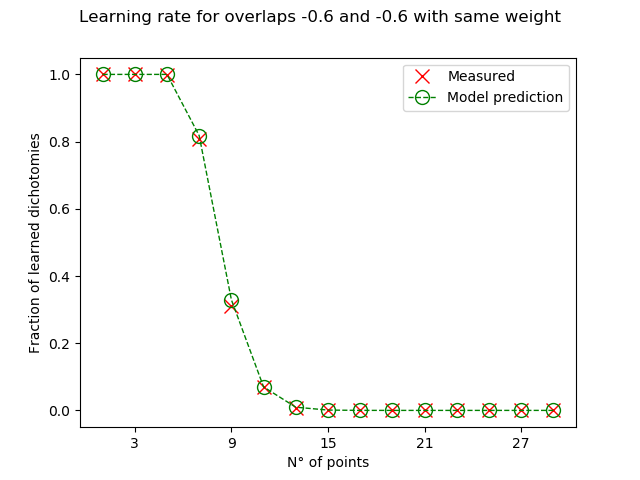 Learning rate for overlaps -0.6 and -0.6 with same weight
Measured
Model prediction
Fraction of learned dichotomies
1.0
0.8
0.6
0.4
0.2
0.0
3
9
15
21
27
N° of points